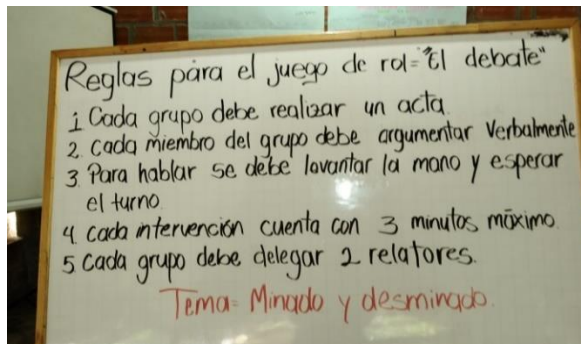 Reglas para el juego de rol= "El debate"
1 Cada grupo debe realizar un acta.
2. Cada miembro del grupo debe argumentar Verbalmente
3. Para hablar se debe lavantar la mano y esperar
el turno.
4. Cada intervención cuenta con 3 minutos máximo.
5 Cada grupo debe delegar 2 relatores.
Tema= Minado y desminado.